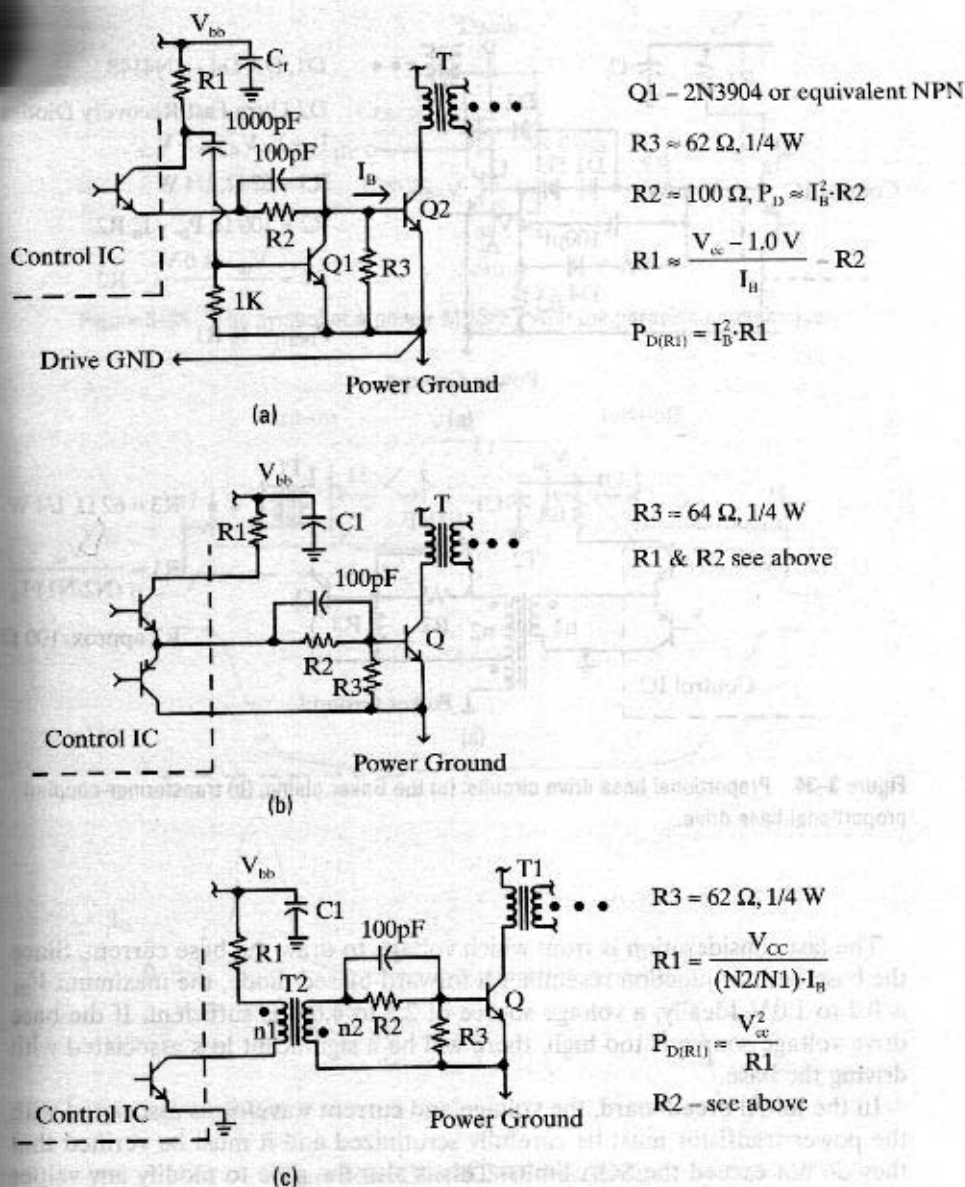 V_bb
C_f
R1
T
Q1 – 2N3904 or equivalent NPN
1000pF
100pF
R3 ≈ 62 Ω, 1/4 W
I_B
Q2
R2 ≈ 100 Ω, P_D ≈ I_B²·R2
R2
Control IC
Q1
R3
R1 ≈ (V_cc – 1.0 V) / I_B – R2
1K
P_D(R1) = I_B²·R1
Drive GND
Power Ground
(a)
V_bb
T
R3 = 64 Ω, 1/4 W
R1
C1
R1 & R2 see above
100pF
Q
R2
R3
Control IC
Power Ground
(b)
V_bb
T1
R3 = 62 Ω, 1/4 W
C1
100pF
R1
R1 = V_CC / (N2/N1)·I_B
T2
Q
n1
n2
R2
R3
P_D(R1) = V_cc² / R1
Control IC
R2 – see above
Power Ground
(c)